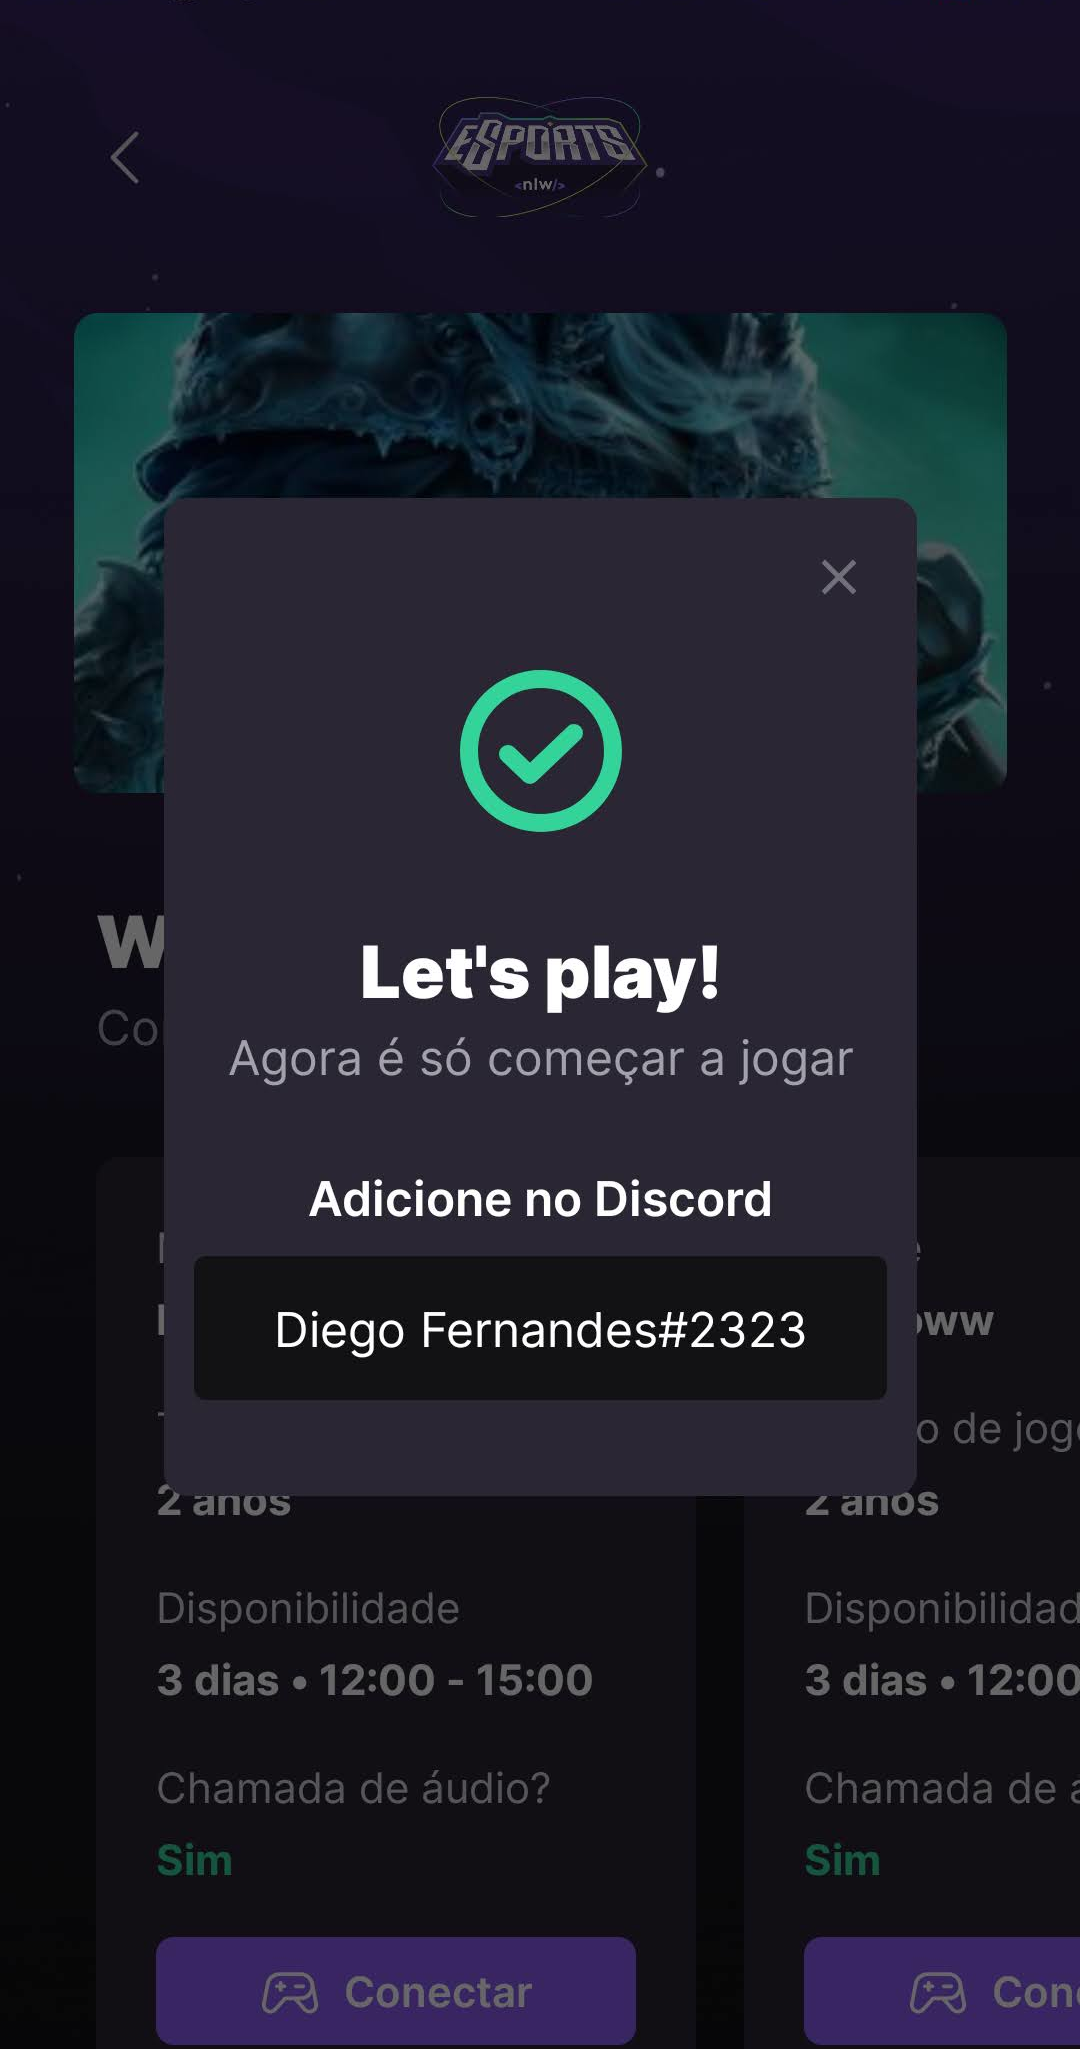 ESPORTS
<nlw/>
W
Co
Let's play!
Agora é só começar a jogar
Adicione no Discord
Diego Fernandes#2323
e
oww
o de jog
2 anos
2 anos
Disponibilidade
Disponibilidad
3 dias • 12:00 - 15:00
3 dias • 12:00
Chamada de áudio?
Chamada de á
Sim
Sim
Conectar
Con